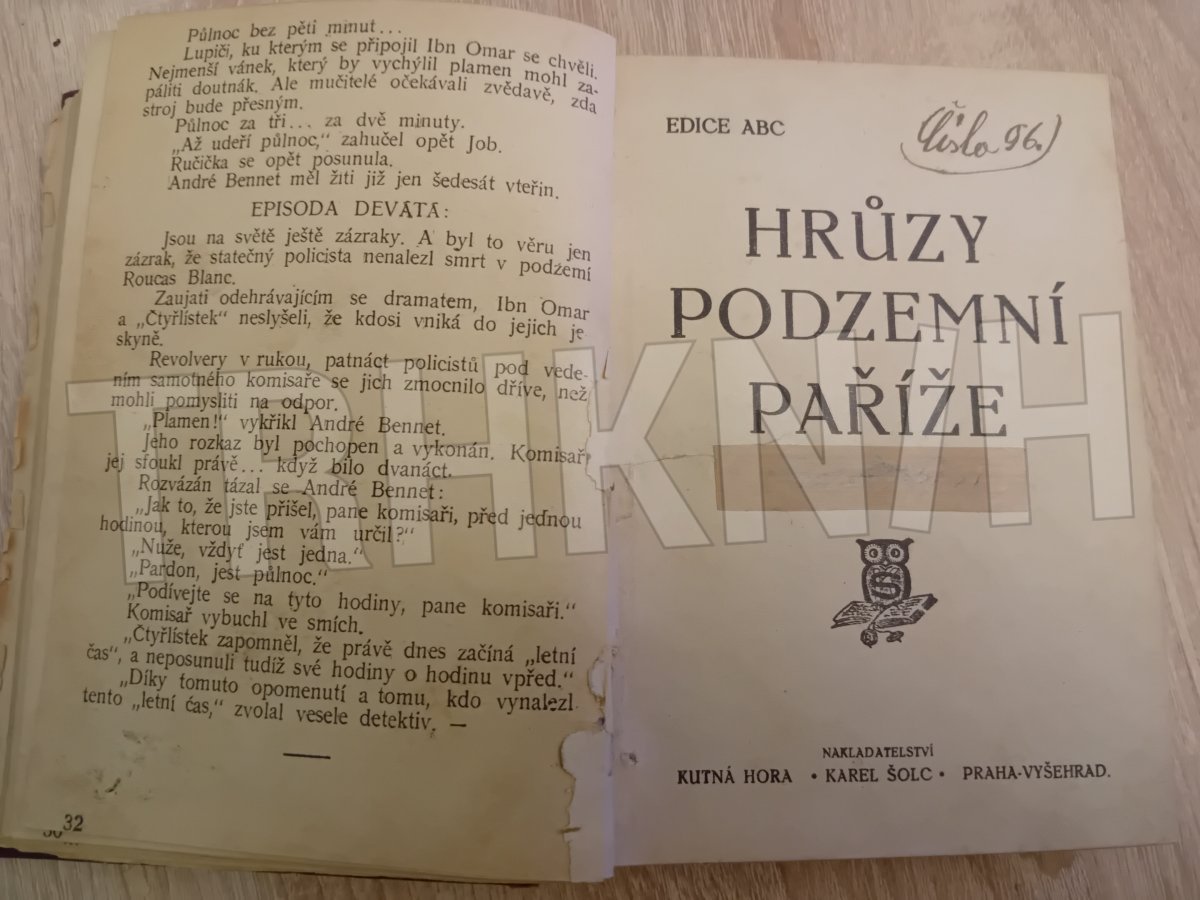 Půlnoc bez pěti minut...
Lupiči, ku kterým se připojil Ibn Omar se chvěli.
Nejmenší vánek, který by vychýlil plamen mohl za-
páliti doutnák. Ale mučitelé očekávali zvědavě, zda
stroj bude přesným.
Půlnoc za tři... za dvě minuty.
„Až udeří půlnoc,“ zahučel opět Job.
Ručička se opět posunula.
André Bennet měl žiti již jen šedesát vteřin.
EPISODA DEVÁTÁ:
Jsou na světě ještě zázraky. A byl to věru jen
zázrak, že statečný policista nenalezl smrt v podzemí
Roucas Blanc.
Zaujati odehrávajícím se dramatem, Ibn Omar
a „Čtyřlístek“ neslyšeli, že kdosi vniká do jejich je
skyně.
Revolvery v rukou, patnáct policistů pod vede-
ním samotného komisaře se jich zmocnilo dříve, než
mohli pomysliti na odpor.
„Plamen!“ vykřikl André Bennet.
Jeho rozkaz byl pochopen a vykonán. Komisař
jej sfoukl právě... když bilo dvanáct.
Rozvázán tázal se André Bennet:
„Jak to, že jste přišel, pane komisaři, před jednou
hodinou, kterou jsem vám určil?“
„Nuže, vždyť jest jedna.“
„Pardon, jest půlnoc.“
„Podívejte se na tyto hodiny, pane komisaři.“
Komisař vybuchl ve smích.
„Čtyřlístek zapomněl, že právě dnes začíná „letní
čas“, a neposunuli tudíž své hodiny o hodinu vpřed.“
„Díky tomuto opomenutí a tomu, kdo vynalezl
tento „letní čas,“ zvolal vesele detektiv. —
32
EDICE ABC
Číslo 96.)
HRŮZY
PODZEMNÍ
PAŘÍŽE
S
NAKLADATELSTVÍ
KUTNÁ HORA • KAREL ŠOLC • PRAHA-VYŠEHRAD.
TRHKNIH